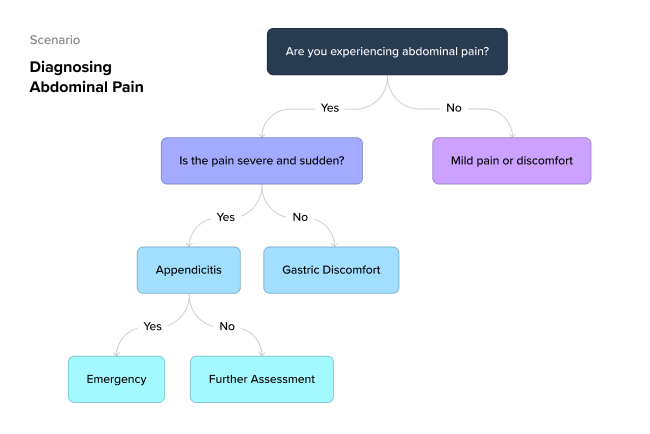 Scenario
Diagnosing
Abdominal Pain
Are you experiencing abdominal pain?
Yes
No
Is the pain severe and sudden?
Mild pain or discomfort
Yes
No
Appendicitis
Gastric Discomfort
Yes
No
Emergency
Further Assessment